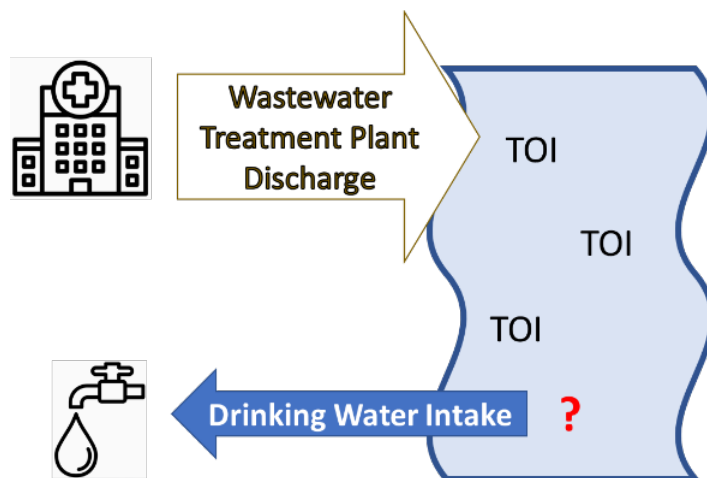 Wastewater
Treatment Plant
Discharge
TOI
TOI
TOI
Drinking Water Intake
?